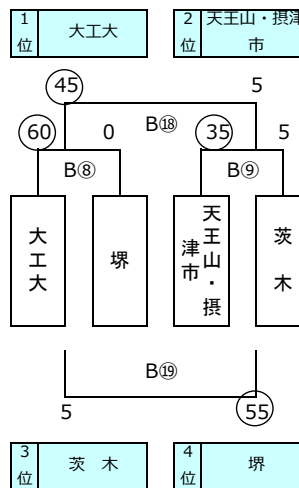 1位 大工大 2位 天王山・摂津市
45 5
B⑱
60 0 35 5
B⑧ B⑨
大工大 堺 天王山・摂津市 茨木
B⑲
5 55
3位 茨 木 4位 堺